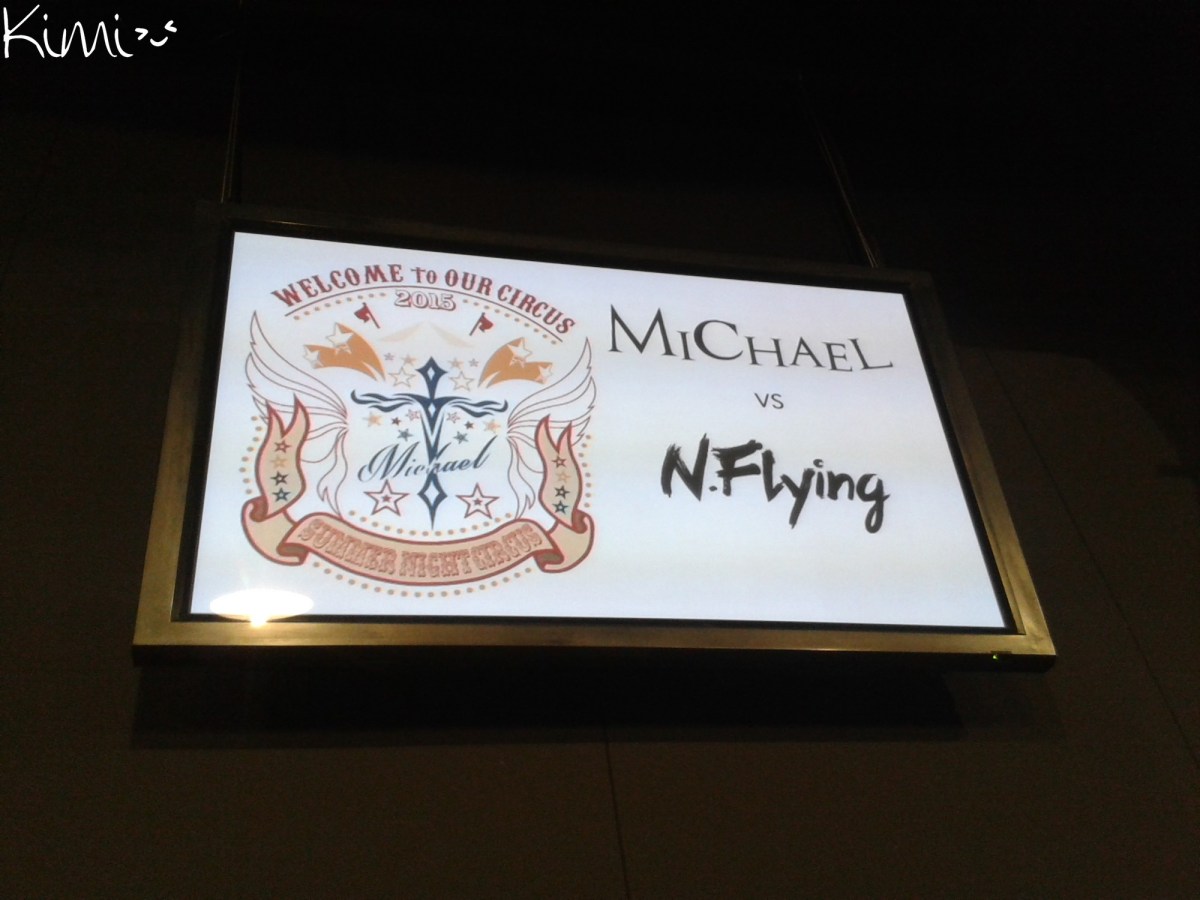 Kimi
WELCOME TO OUR CIRCUS
2015
Michael
SUMMER NIGHT CIRCUS
MICHAEL
VS
N.Flying